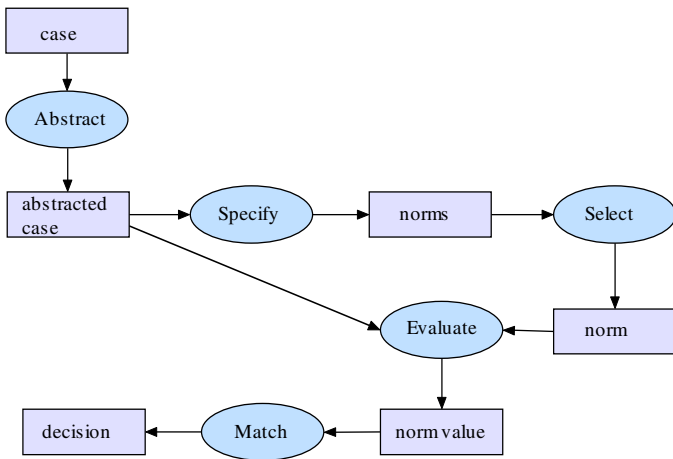 case
Abstract
abstracted
case
Specify
norms
Select
Evaluate
norm
decision
Match
norm value